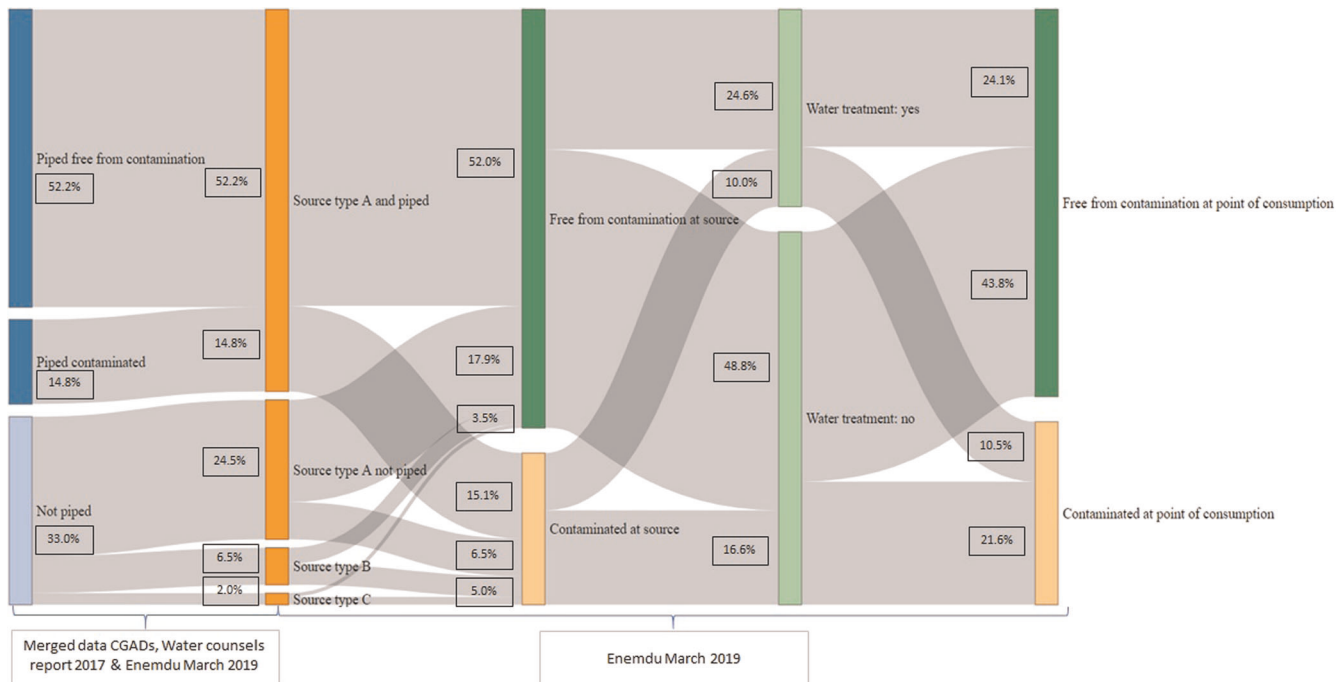 Piped free from contamination
52.2%
Piped contaminated
14.8%
Not piped
33.0%
52.2%
14.8%
24.5%
6.5%
2.0%
Source type A and piped
Source type A not piped
Source type B
Source type C
52.0%
17.9%
3.5%
15.1%
6.5%
5.0%
Free from contamination at source
Contaminated at source
24.6%
10.0%
48.8%
16.6%
Water treatment: yes
Water treatment: no
24.1%
43.8%
10.5%
21.6%
Free from contamination at point of consumption
Contaminated at point of consumption
Merged data CGADs, Water counsels
report 2017 & Enemdu March 2019
Enemdu March 2019